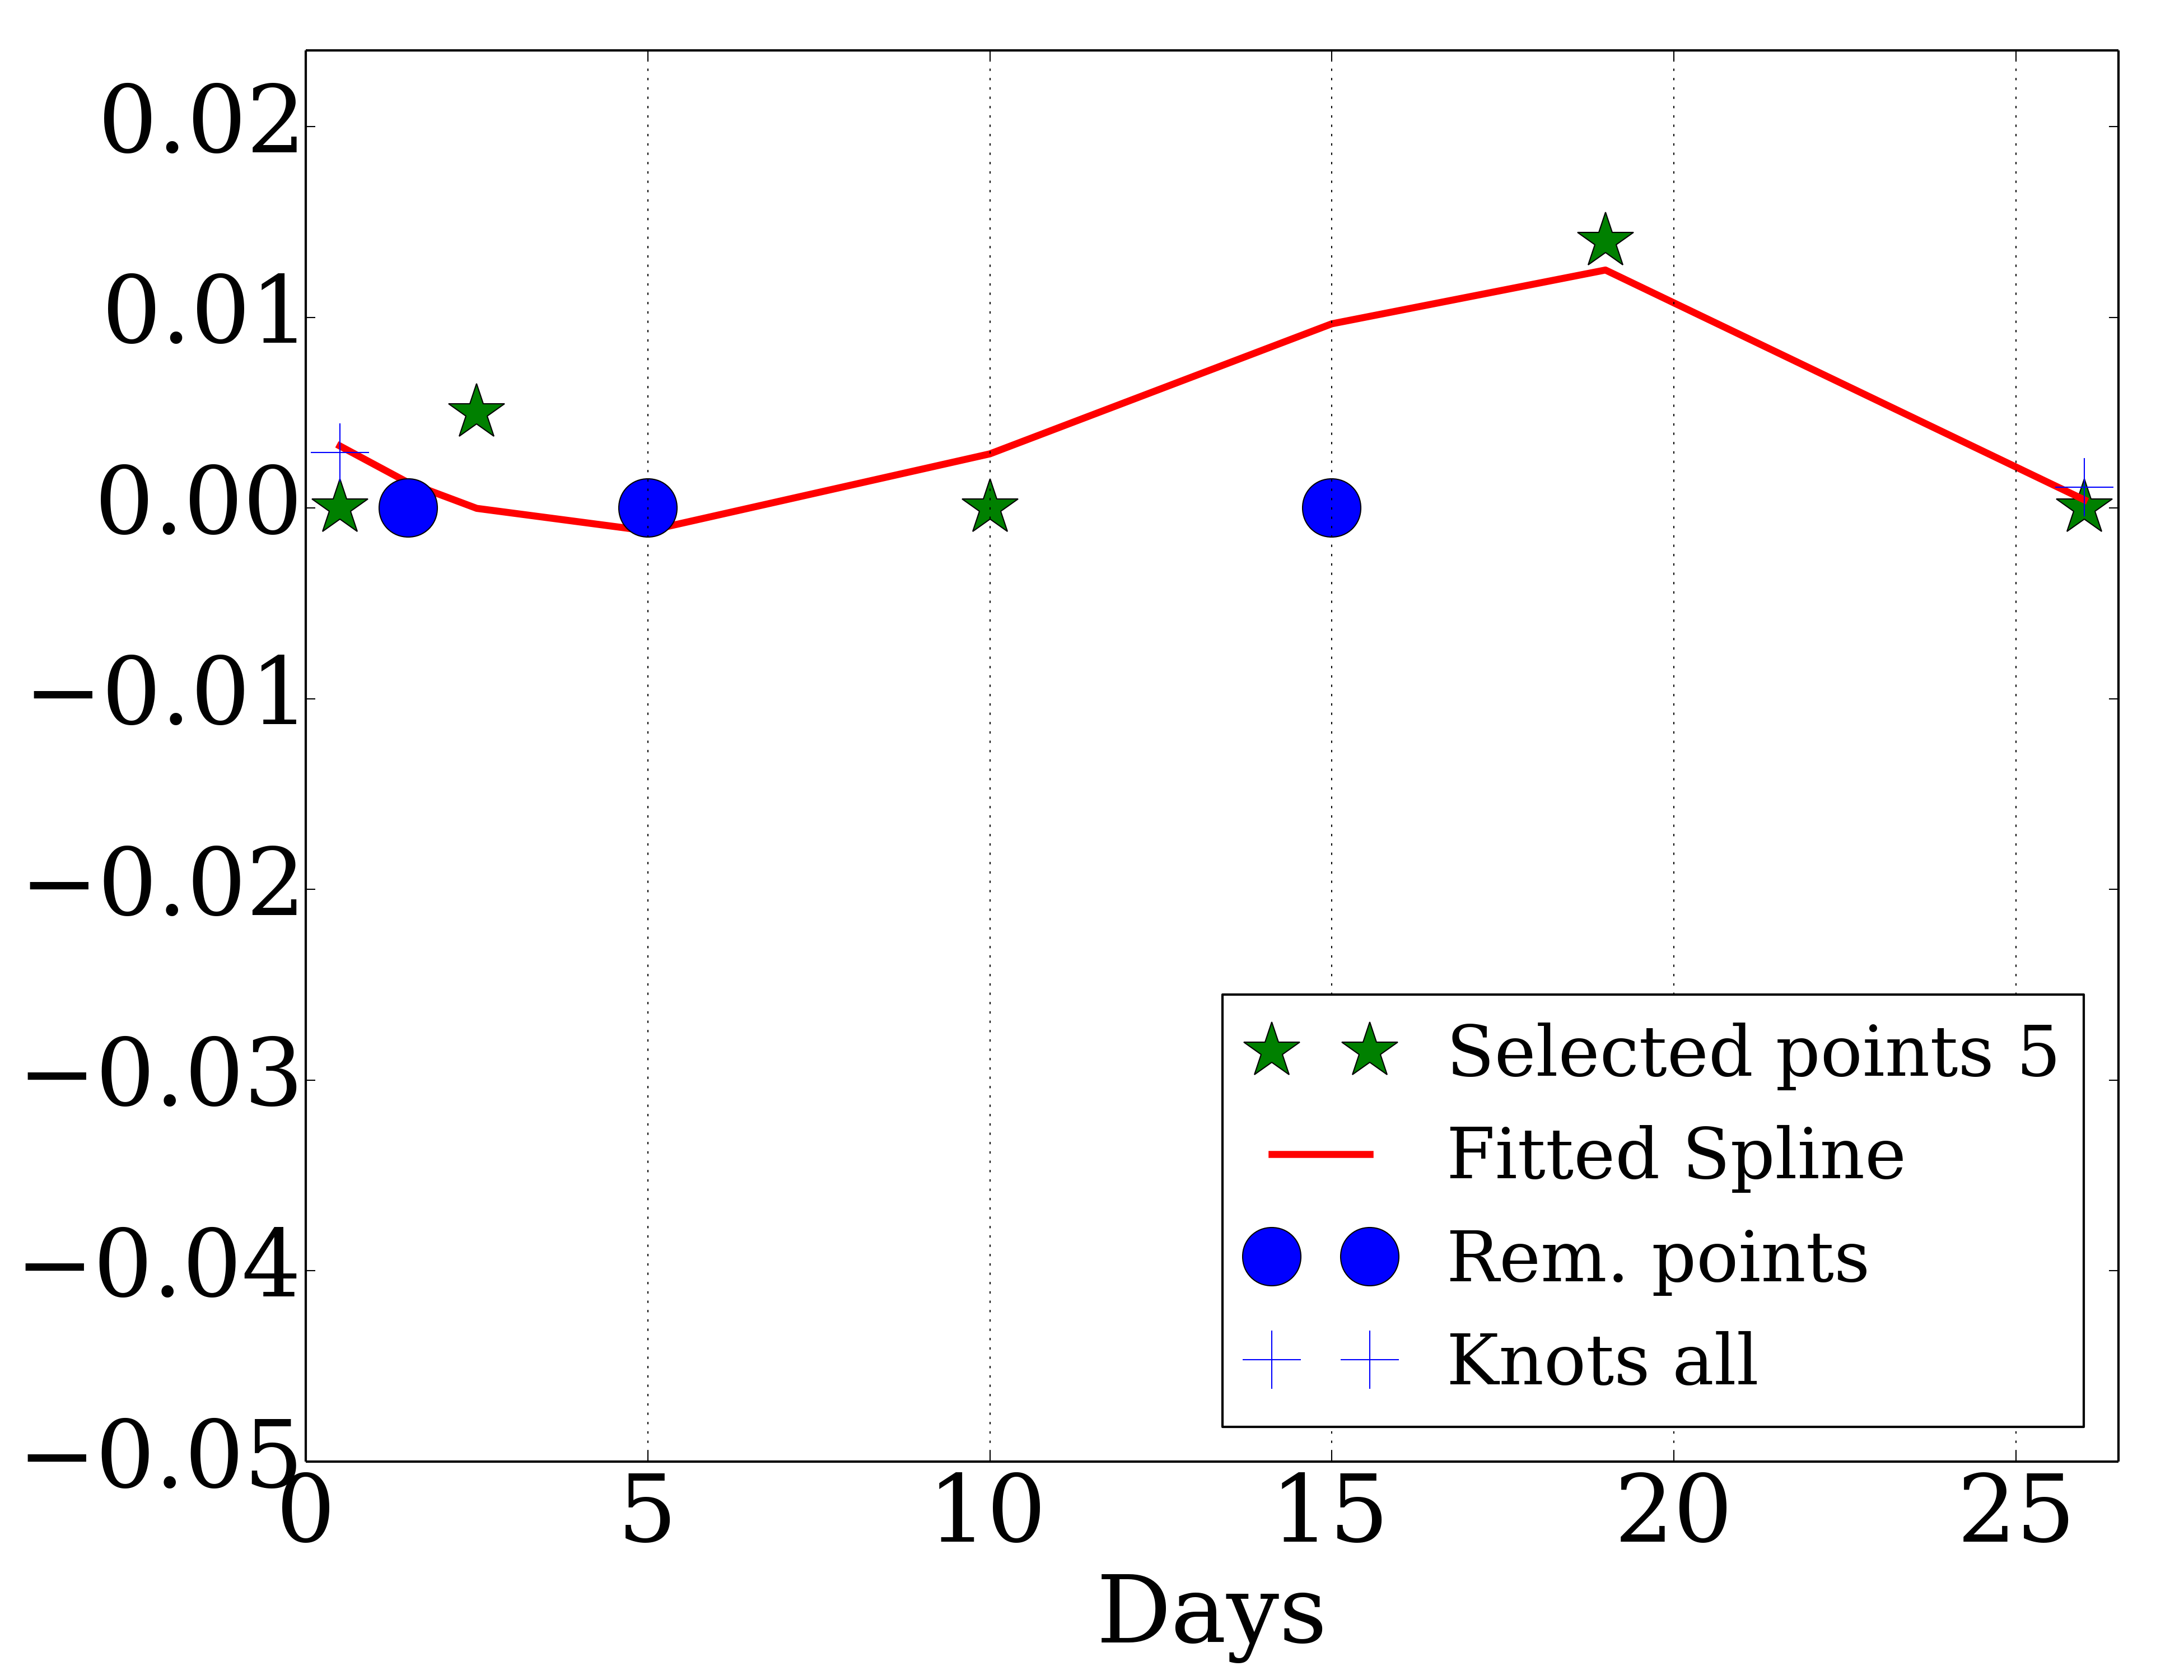 0.02
0.01
0.00
−0.01
−0.02
−0.03
−0.04
−0.05
0 5 10 15 20 25
Days
Selected points 5
Fitted Spline
Rem. points
Knots all